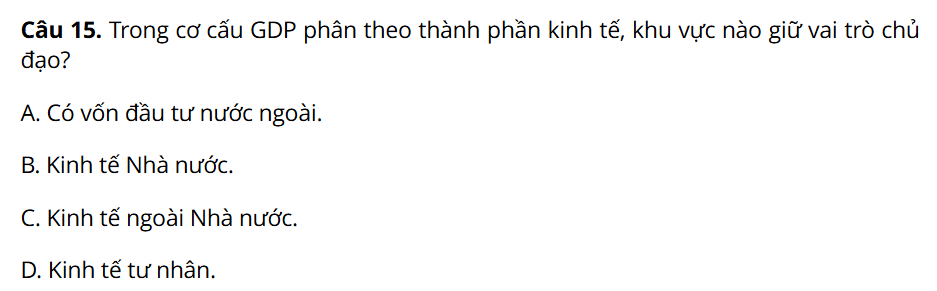 Câu 15. Trong cơ cấu GDP phân theo thành phần kinh tế, khu vực nào giữ vai trò chủ
đạo?
A. Có vốn đầu tư nước ngoài.
B. Kinh tế Nhà nước.
C. Kinh tế ngoài Nhà nước.
D. Kinh tế tư nhân.